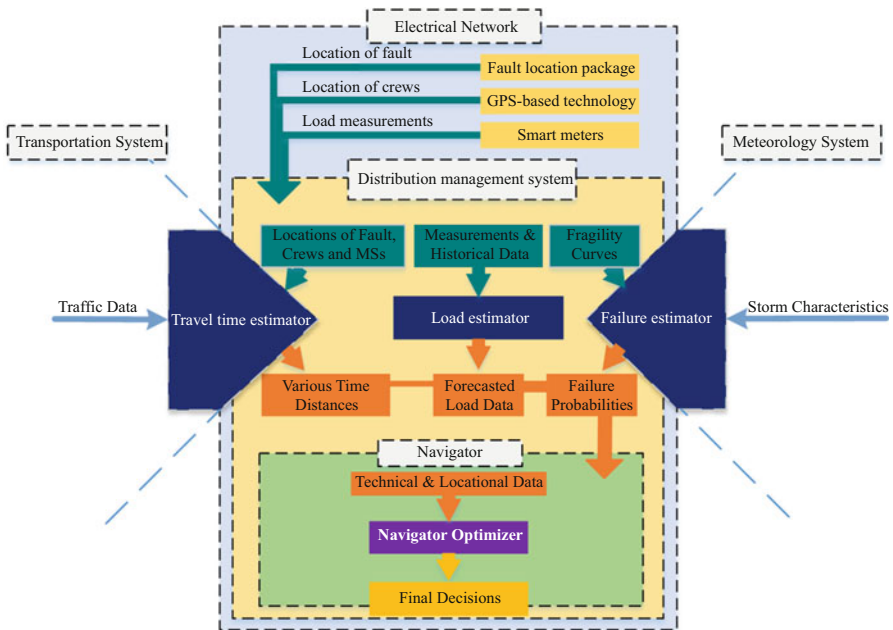 Electrical Network
Location of fault
Fault location package
Location of crews
GPS-based technology
Load measurements
Smart meters
Transportation System
Meteorology System
Distribution management system
Locations of Fault,
Crews and MSs
Measurements &
Historical Data
Fragility
Curves
Traffic Data
Travel time estimator
Load estimator
Failure estimator
Storm Characteristics
Various Time
Distances
Forecasted
Load Data
Failure
Probabilities
Navigator
Technical & Locational Data
Navigator Optimizer
Final Decisions